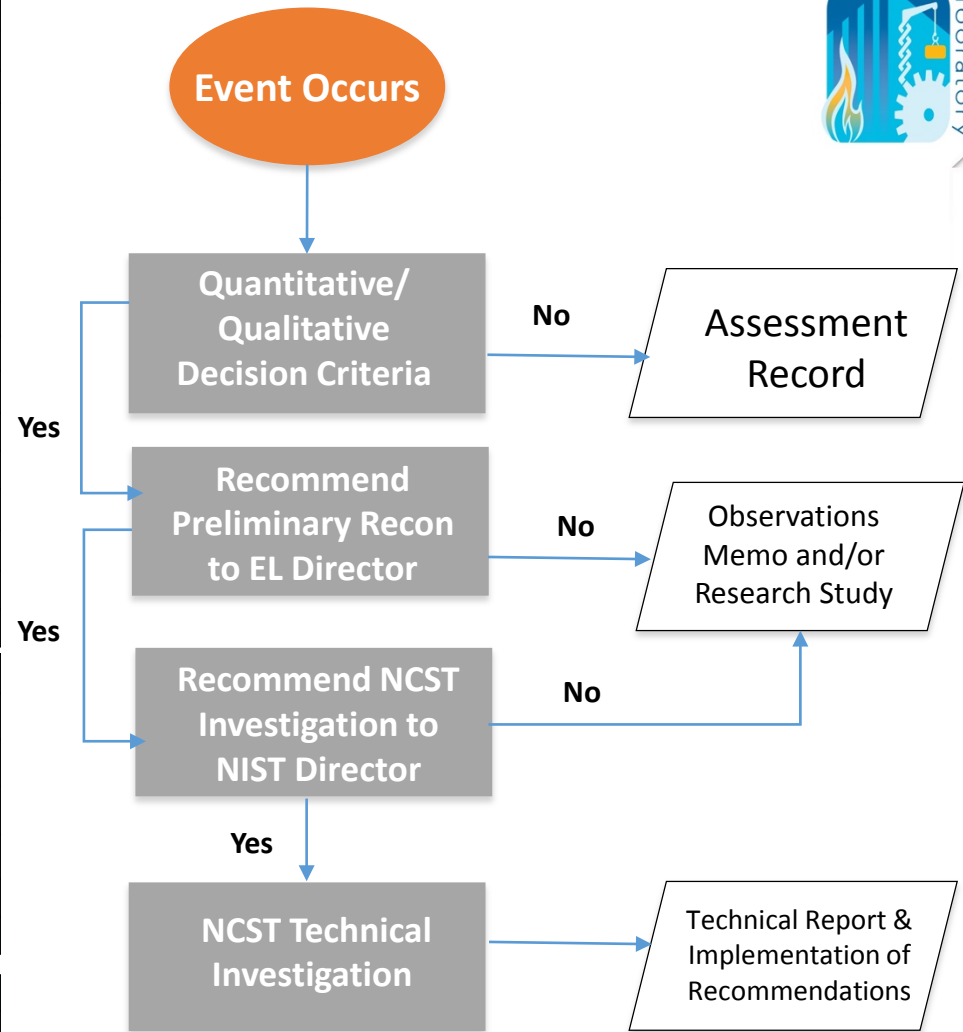 Event Occurs
Quantitative/
Qualitative
Decision Criteria
No
Assessment
Record
Yes
Recommend
Preliminary Recon
to EL Director
No
Observations
Memo and/or
Research Study
Yes
Recommend NCST
Investigation to
NIST Director
No
Yes
NCST Technical
Investigation
Technical Report &
Implementation of
Recommendations